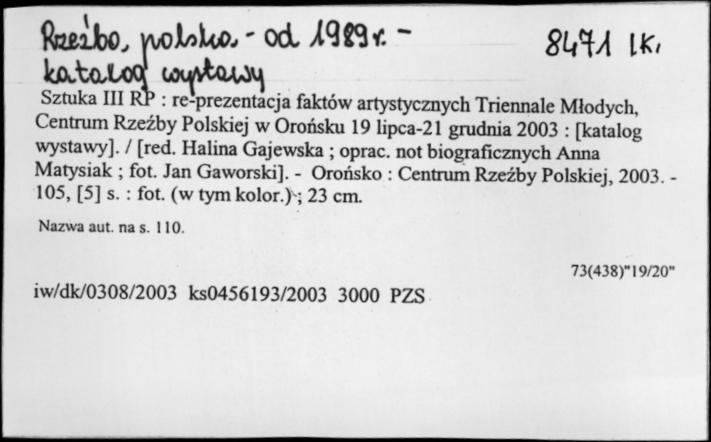 Rzeźba polska - od 1989 r. - 8471 IK.
katalog wystawy
Sztuka III RP : re-prezentacja faktów artystycznych Triennale Młodych,
Centrum Rzeźby Polskiej w Orońsku 19 lipca-21 grudnia 2003 : [katalog
wystawy]. / [red. Halina Gajewska ; oprac. not biograficznych Anna
Matysiak ; fot. Jan Gaworski]. - Orońsko : Centrum Rzeźby Polskiej, 2003. -
105, [5] s. : fot. (w tym kolor.) ; 23 cm.
Nazwa aut. na s. 110.
73(438)"19/20"
iw/dk/0308/2003 ks0456193/2003 3000 PZS